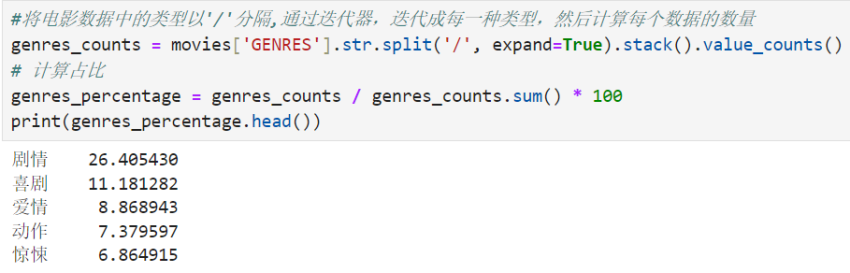 #将电影数据中的类型以'/'分隔,通过迭代器，迭代成每一种类型，然后计算每个数据的数量
genres_counts = movies['GENRES'].str.split('/', expand=True).stack().value_counts()
# 计算占比
genres_percentage = genres_counts / genres_counts.sum() * 100
print(genres_percentage.head())
剧情 26.405430
喜剧 11.181282
爱情 8.868943
动作 7.379597
惊悚 6.864915